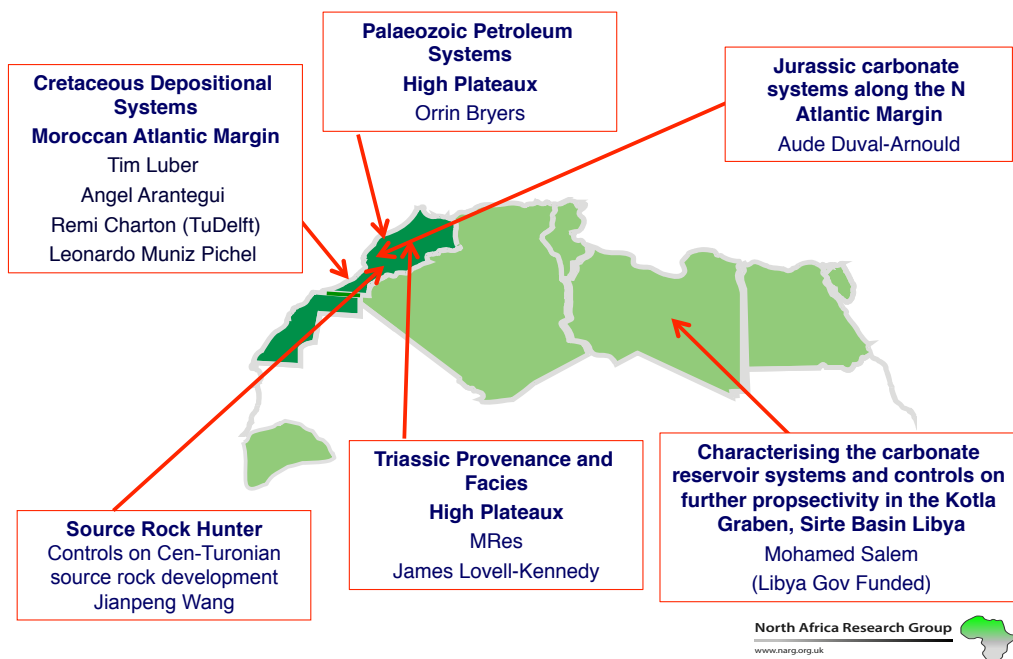 Palaeozoic Petroleum
Systems
High Plateaux
Orrin Bryers
Cretaceous Depositional
Systems
Moroccan Atlantic Margin
Tim Luber
Angel Arantegui
Remi Charton (TuDelft)
Leonardo Muniz Pichel
Jurassic carbonate
systems along the N
Atlantic Margin
Aude Duval-Arnould
Source Rock Hunter
Controls on Cen-Turonian
source rock development
Jianpeng Wang
Triassic Provenance and
Facies
High Plateaux
MRes
James Lovell-Kennedy
Characterising the carbonate
reservoir systems and controls on
further propsectivity in the Kotla
Graben, Sirte Basin Libya
Mohamed Salem
(Libya Gov Funded)
North Africa Research Group
www.narg.org.uk